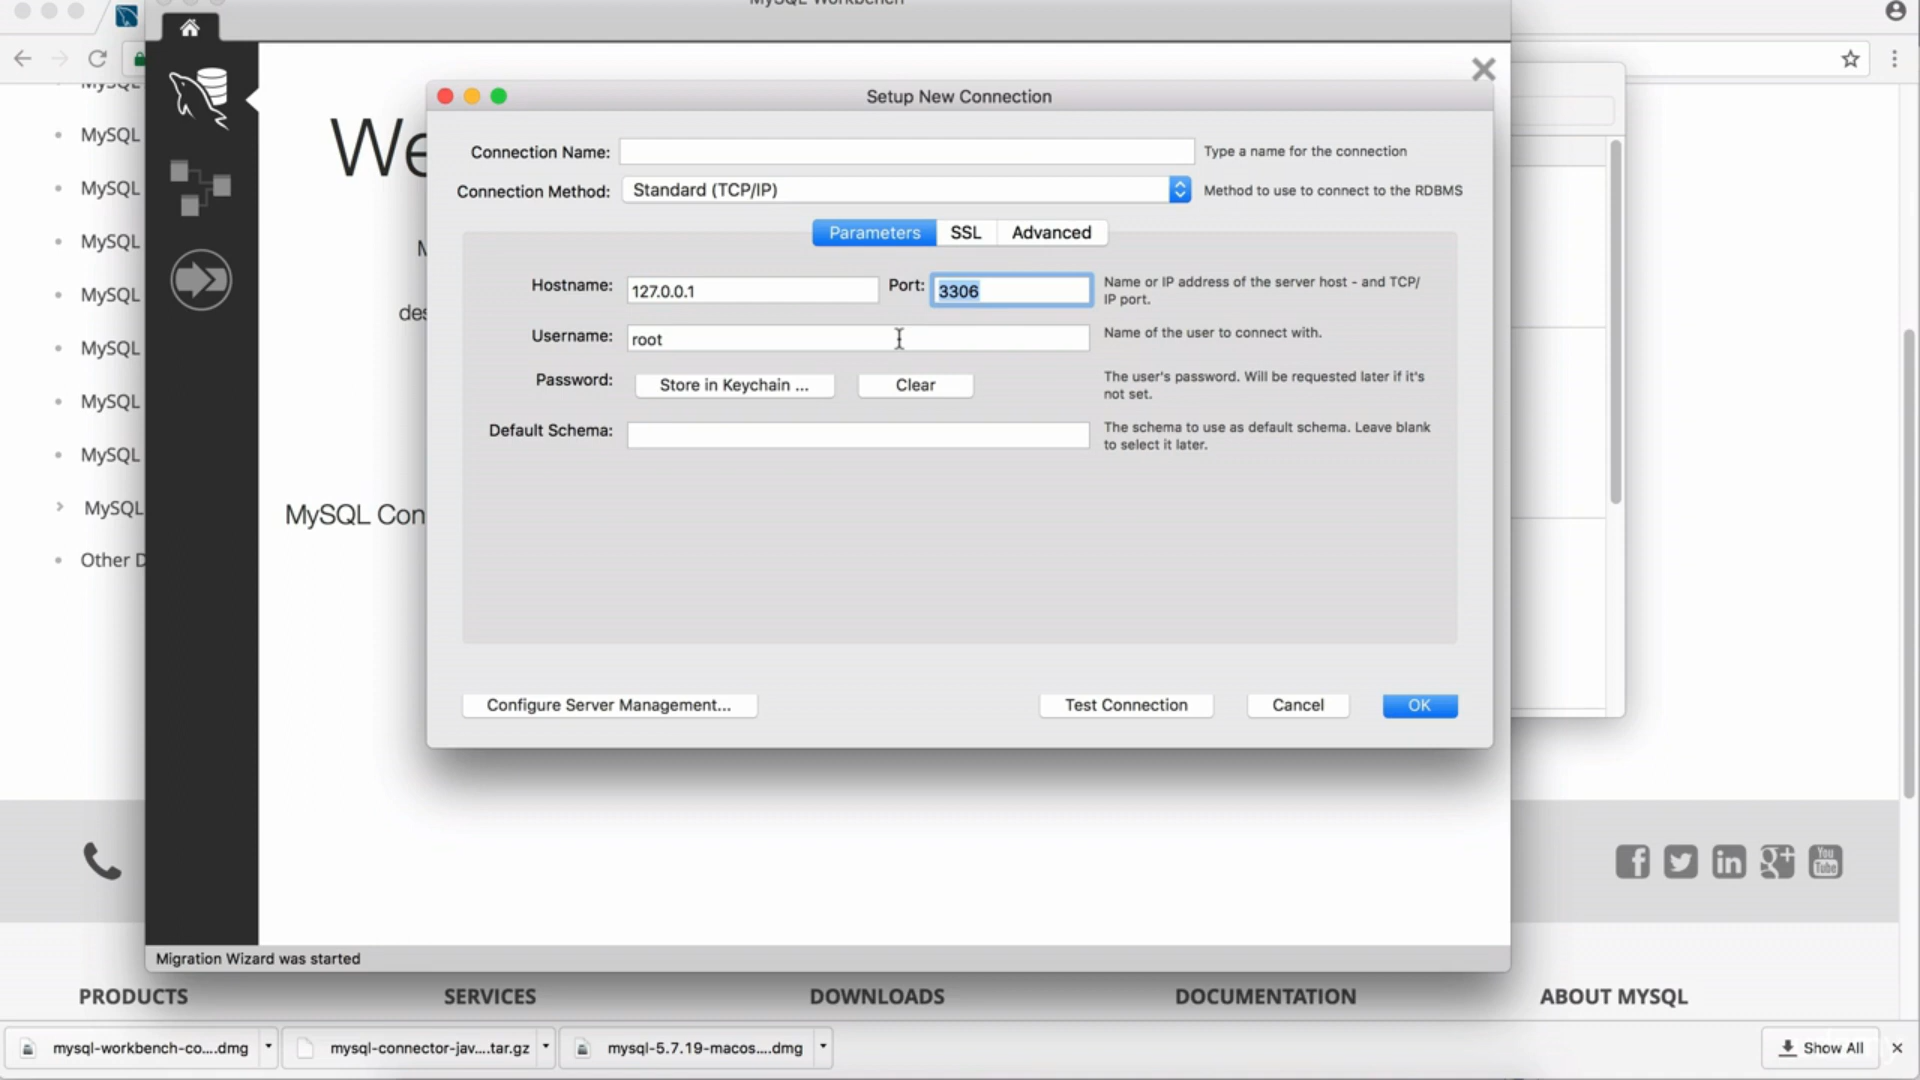 MySQL Workbench
MySQL
MySQL
MySQL
MySQL
MySQL
MySQL
MySQL
MySQL
MySQL
Other D
We
M
des
MySQL Con
Setup New Connection
Connection Name:
Type a name for the connection
Connection Method:
Standard (TCP/IP)
Method to use to connect to the RDBMS
Parameters
SSL
Advanced
Hostname:
127.0.0.1
Port:
3306
Name or IP address of the server host - and TCP/
IP port.
Username:
root
Name of the user to connect with.
Password:
Store in Keychain ...
Clear
The user's password. Will be requested later if it's
not set.
Default Schema:
The schema to use as default schema. Leave blank
to select it later.
Configure Server Management...
Test Connection
Cancel
OK
Migration Wizard was started
You
Tube
PRODUCTS
SERVICES
DOWNLOADS
DOCUMENTATION
ABOUT MYSQL
mysql-workbench-co....dmg
mysql-connector-jav....tar.gz
mysql-5.7.19-macos....dmg
Show All